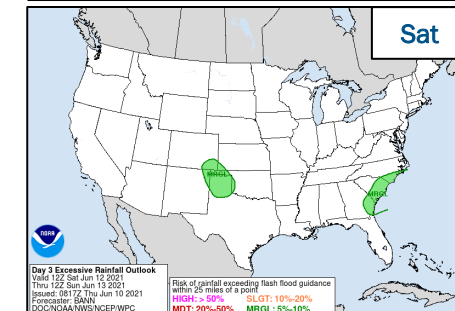 Sat
MRGL
MRGL
NOAA
Day 3 Excessive Rainfall Outlook
Valid 12Z Sat Jun 12 2021
Thru 12Z Sun Jun 13 2021
Issued: 0817Z Thu Jun 10 2021
Forecaster: BANN
DOC/NOAA/NWS/NCEP/WPC
Risk of rainfall exceeding flash flood guidance
within 25 miles of a point
HIGH: > 50% SLGT: 10%-20%
MDT: 20%-50% MRGL: 5%-10%